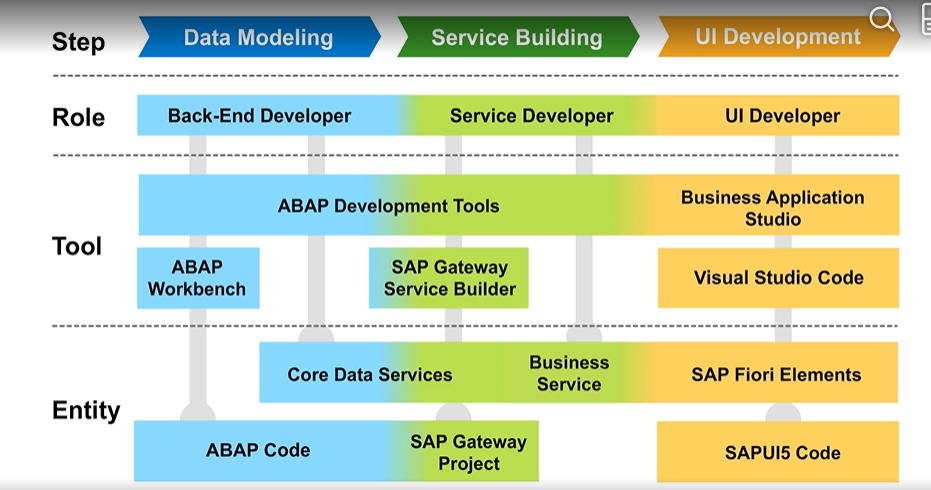 Step
Data Modeling
Service Building
UI Development
Role
Back-End Developer
Service Developer
UI Developer
Tool
ABAP Development Tools
Business Application
Studio
ABAP
Workbench
SAP Gateway
Service Builder
Visual Studio Code
Entity
Core Data Services
Business
Service
SAP Fiori Elements
ABAP Code
SAP Gateway
Project
SAPUI5 Code